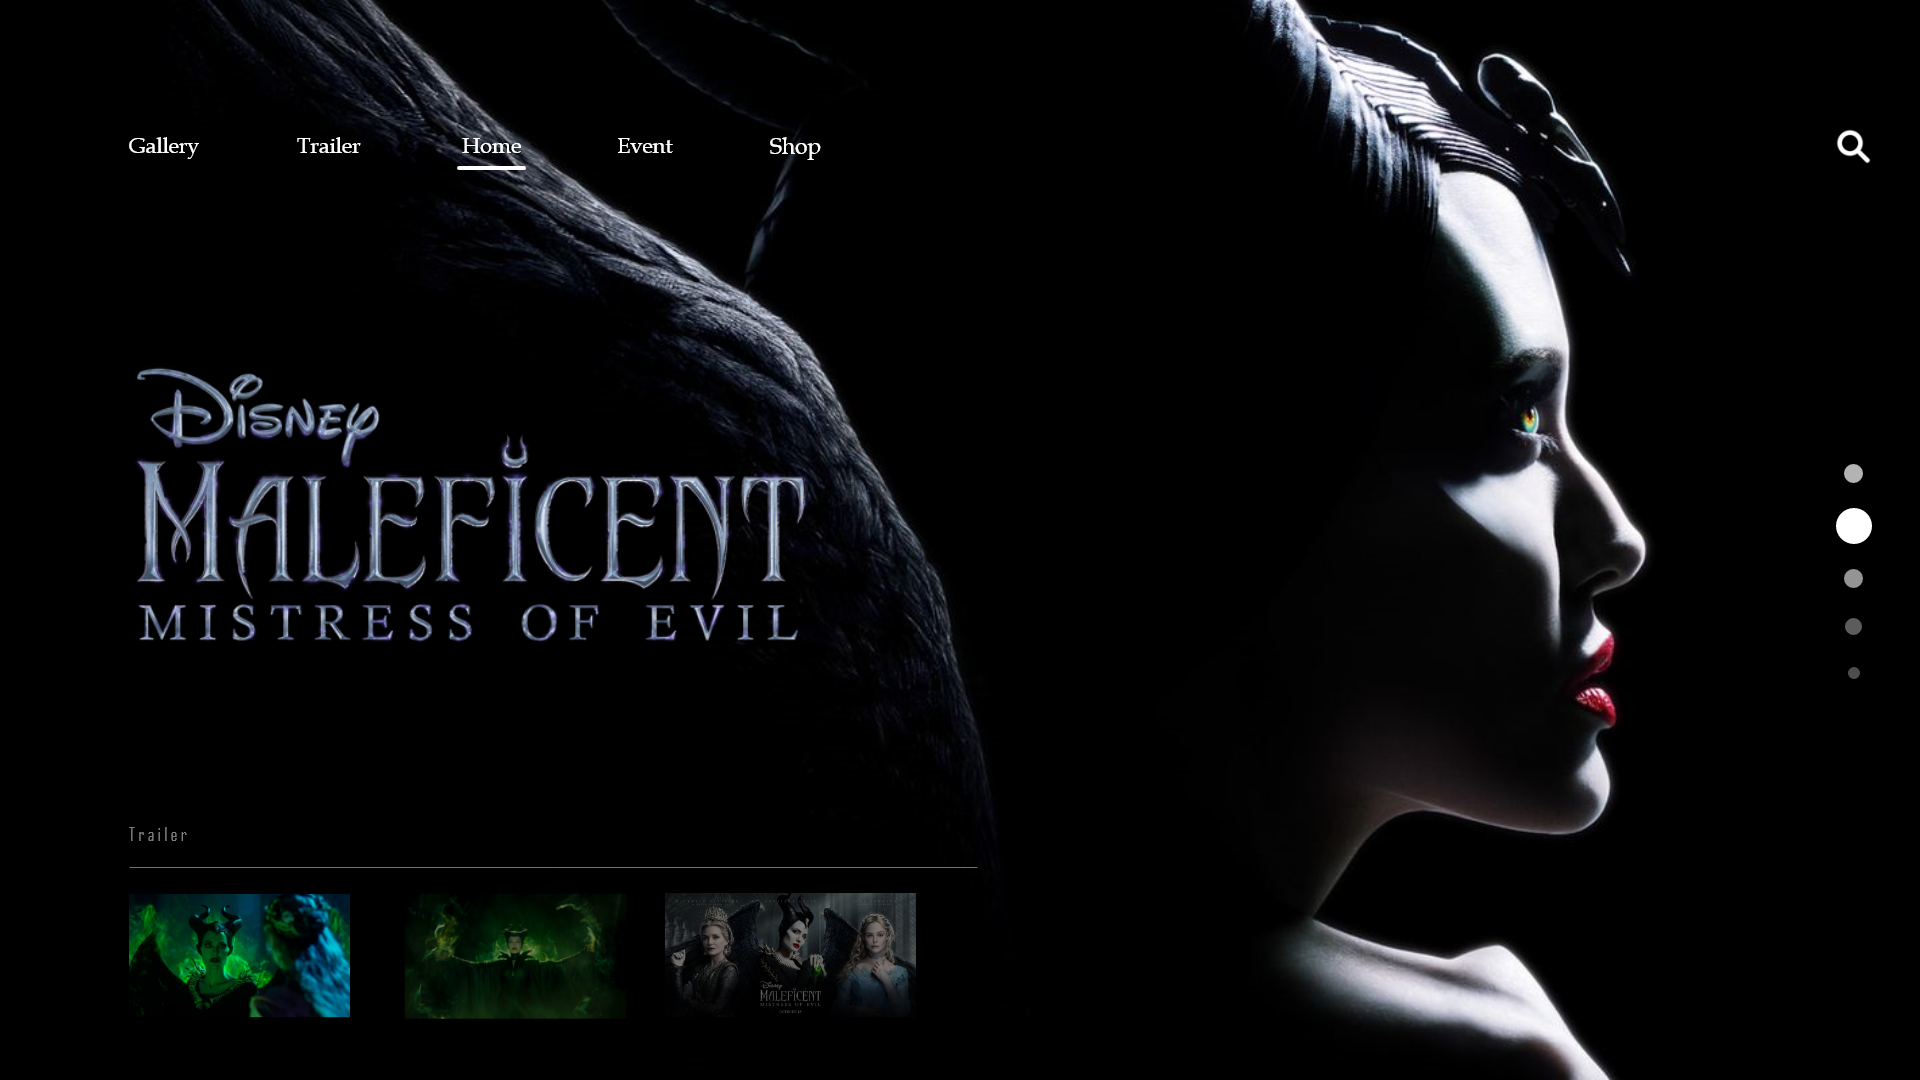 Gallery
Trailer
Home
Event
Shop
Disney
MALEFICENT
MISTRESS OF EVIL
Trailer
Disney
MALEFICENT
MISTRESS OF EVIL